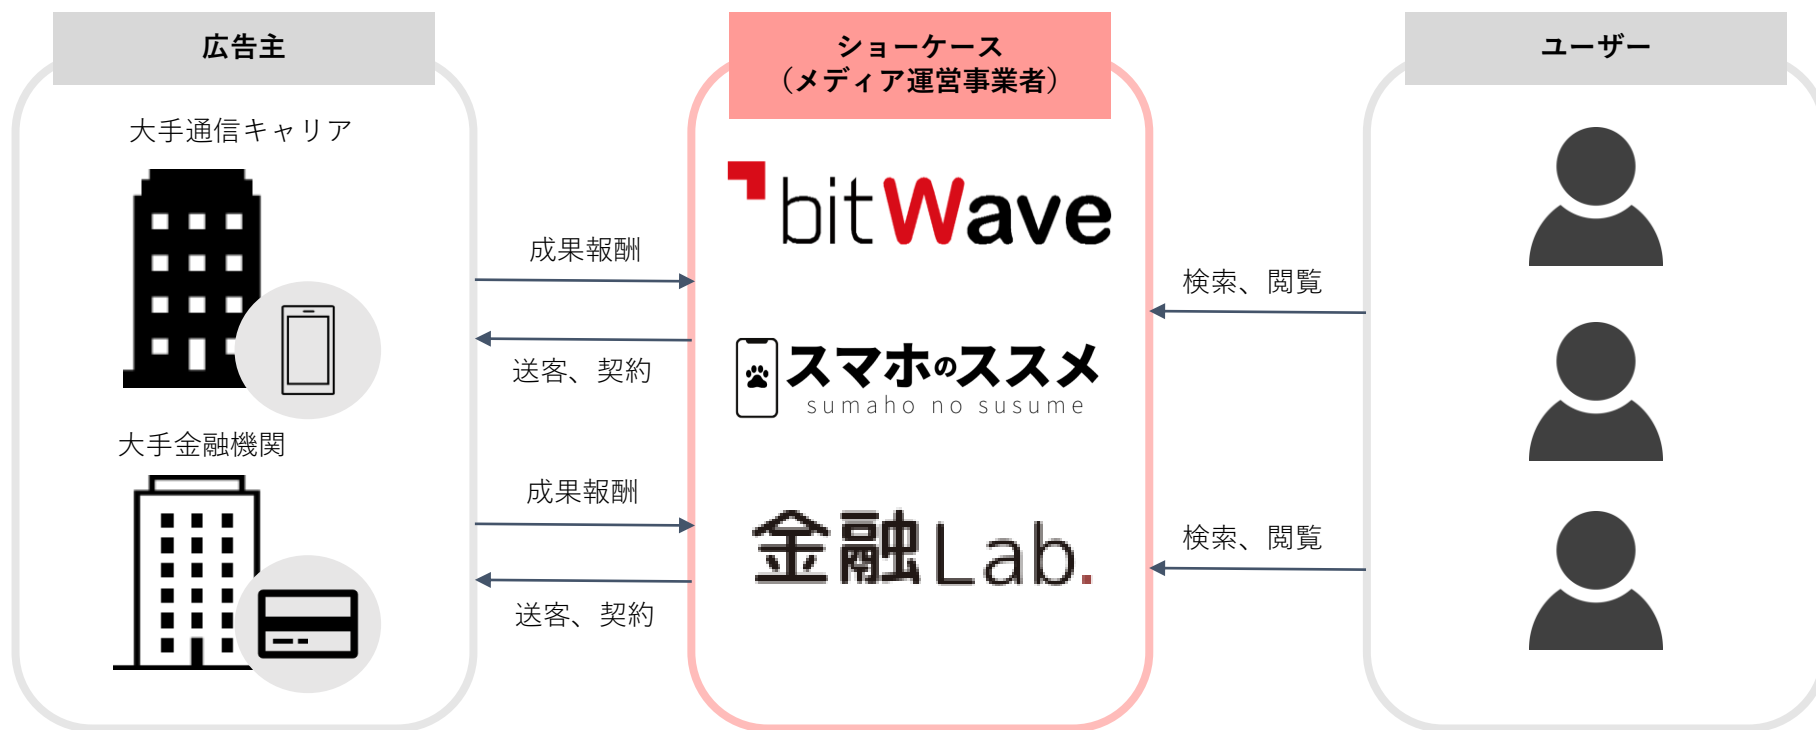 広告主
大手通信キャリア
大手金融機関
成果報酬
送客、契約
成果報酬
送客、契約
ショーケース
（メディア運営事業者）
bitWave
スマホのススメ
sumaho no susume
金融Lab.
検索、閲覧
検索、閲覧
ユーザー